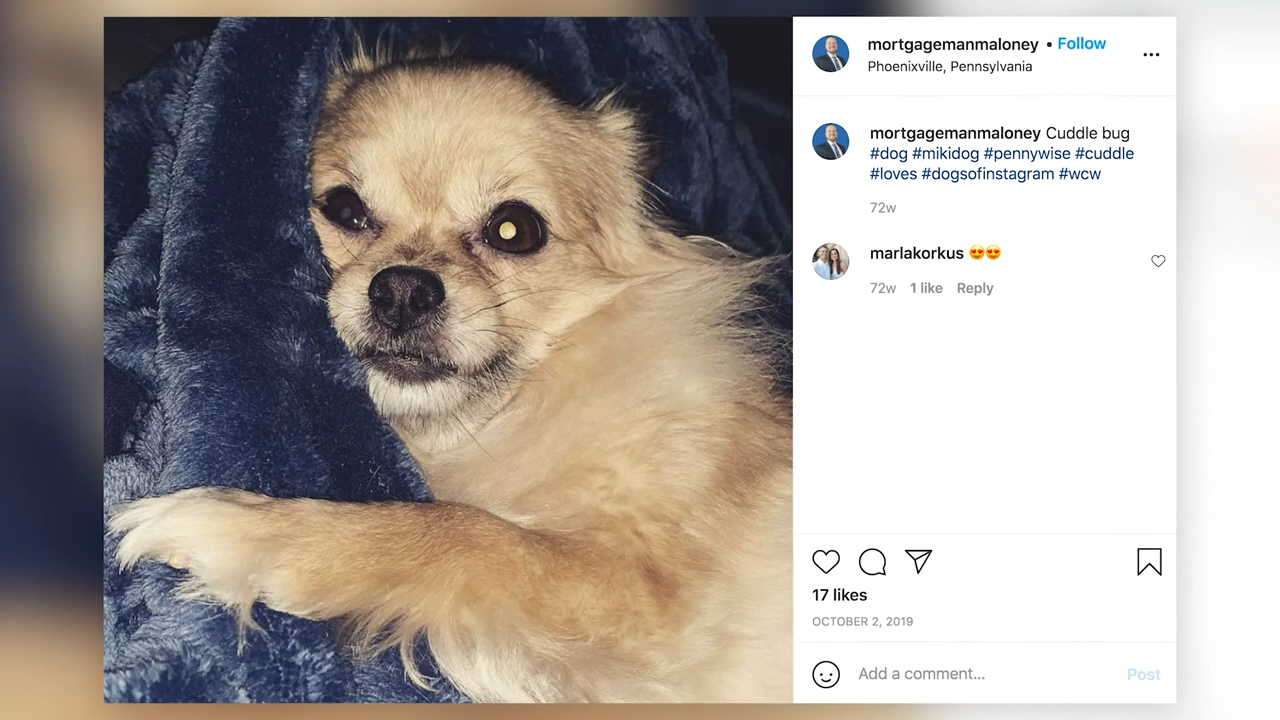 mortgagemanmaloney • Follow
Phoenixville, Pennsylvania
mortgagemanmaloney Cuddle bug
#dog #mikidog #pennywise #cuddle
#loves #dogsofinstagram #wcw
72w
marlakorkus 😍😍
72w 1 like Reply
17 likes
OCTOBER 2, 2019
Add a comment...
Post